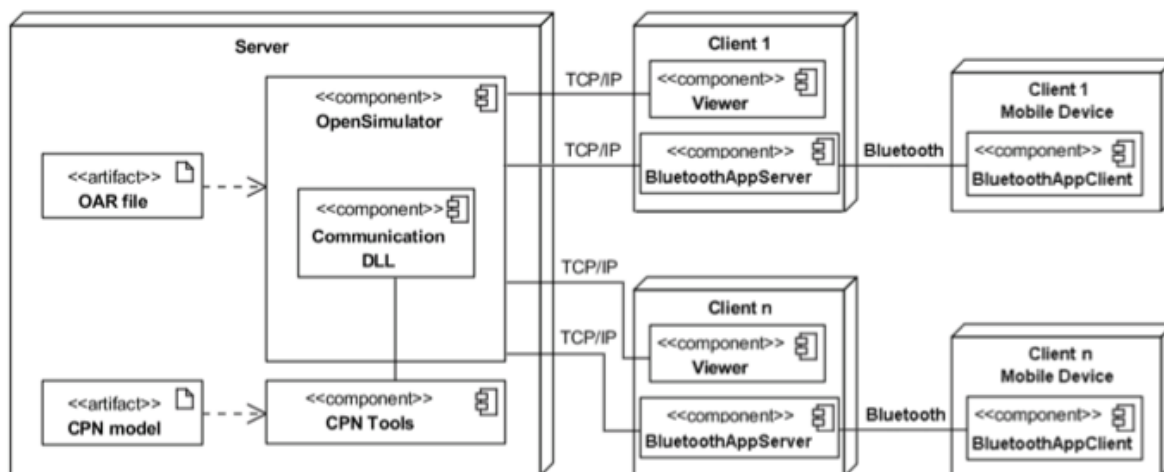 Server
<<component>>
OpenSimulator
<<artifact>>
OAR file
<<component>>
Communication
DLL
<<artifact>>
CPN model
<<component>>
CPN Tools
TCP/IP
TCP/IP
TCP/IP
TCP/IP
Client 1
<<component>>
Viewer
<<component>>
BluetoothAppServer
Bluetooth
Client 1
Mobile Device
<<component>>
BluetoothAppClient
Client n
<<component>>
Viewer
<<component>>
BluetoothAppServer
Bluetooth
Client n
Mobile Device
<<component>>
BluetoothAppClient